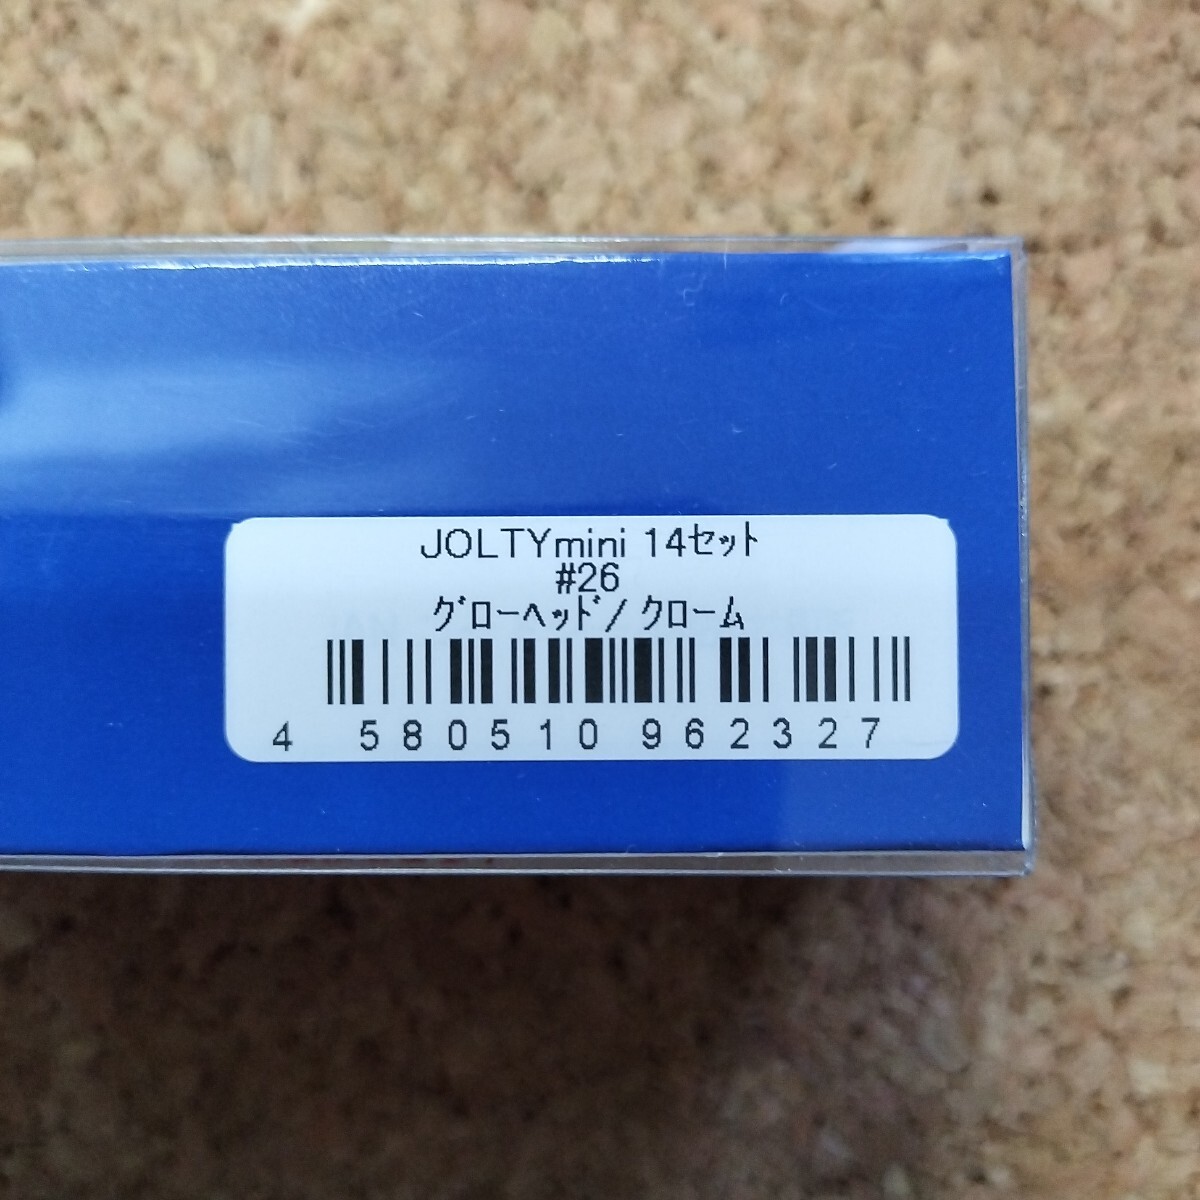 JOLTYmini 14ｾｯﾄ
#26
ｸﾞﾛｰﾍｯﾄﾞ/ｸﾛｰﾑ
4 580510 962327